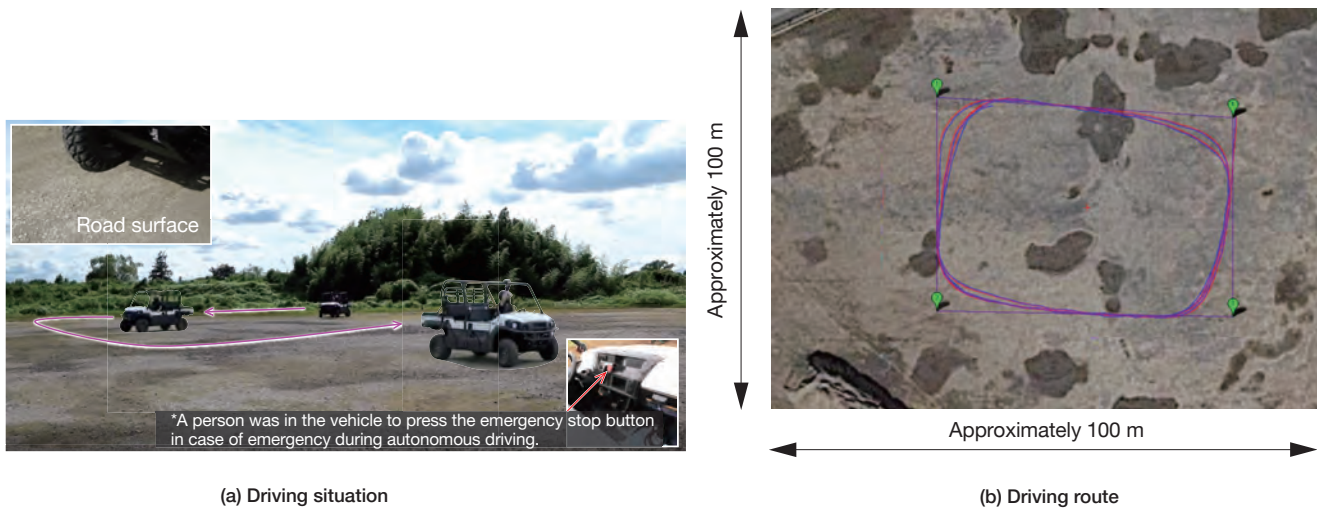 Road surface
*A person was in the vehicle to press the emergency stop button
in case of emergency during autonomous driving.
(a) Driving situation
Approximately 100 m
Approximately 100 m
(b) Driving route